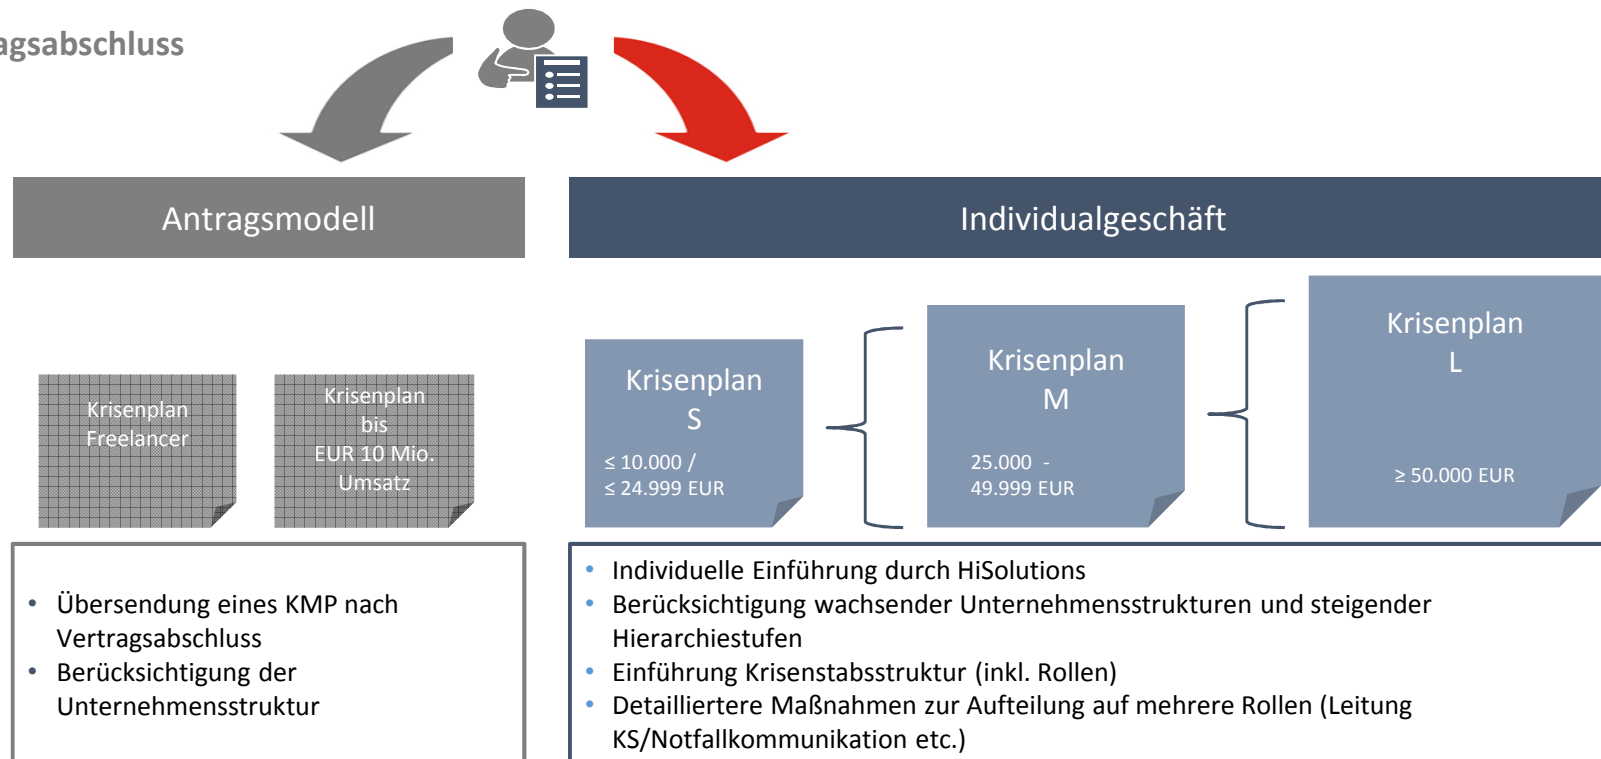 agsabschluss
Antragsmodell
Individualgeschäft
Krisenplan
Freelancer
Krisenplan
bis
EUR 10 Mio.
Umsatz
Krisenplan
S
≤ 10.000 /
≤ 24.999 EUR
Krisenplan
M
25.000 -
49.999 EUR
Krisenplan
L
≥ 50.000 EUR
• Übersendung eines KMP nach
Vertragsabschluss
• Berücksichtigung der
Unternehmensstruktur
• Individuelle Einführung durch HiSolutions
• Berücksichtigung wachsender Unternehmensstrukturen und steigender
Hierarchiestufen
• Einführung Krisenstabsstruktur (inkl. Rollen)
• Detailliertere Maßnahmen zur Aufteilung auf mehrere Rollen (Leitung
KS/Notfallkommunikation etc.)